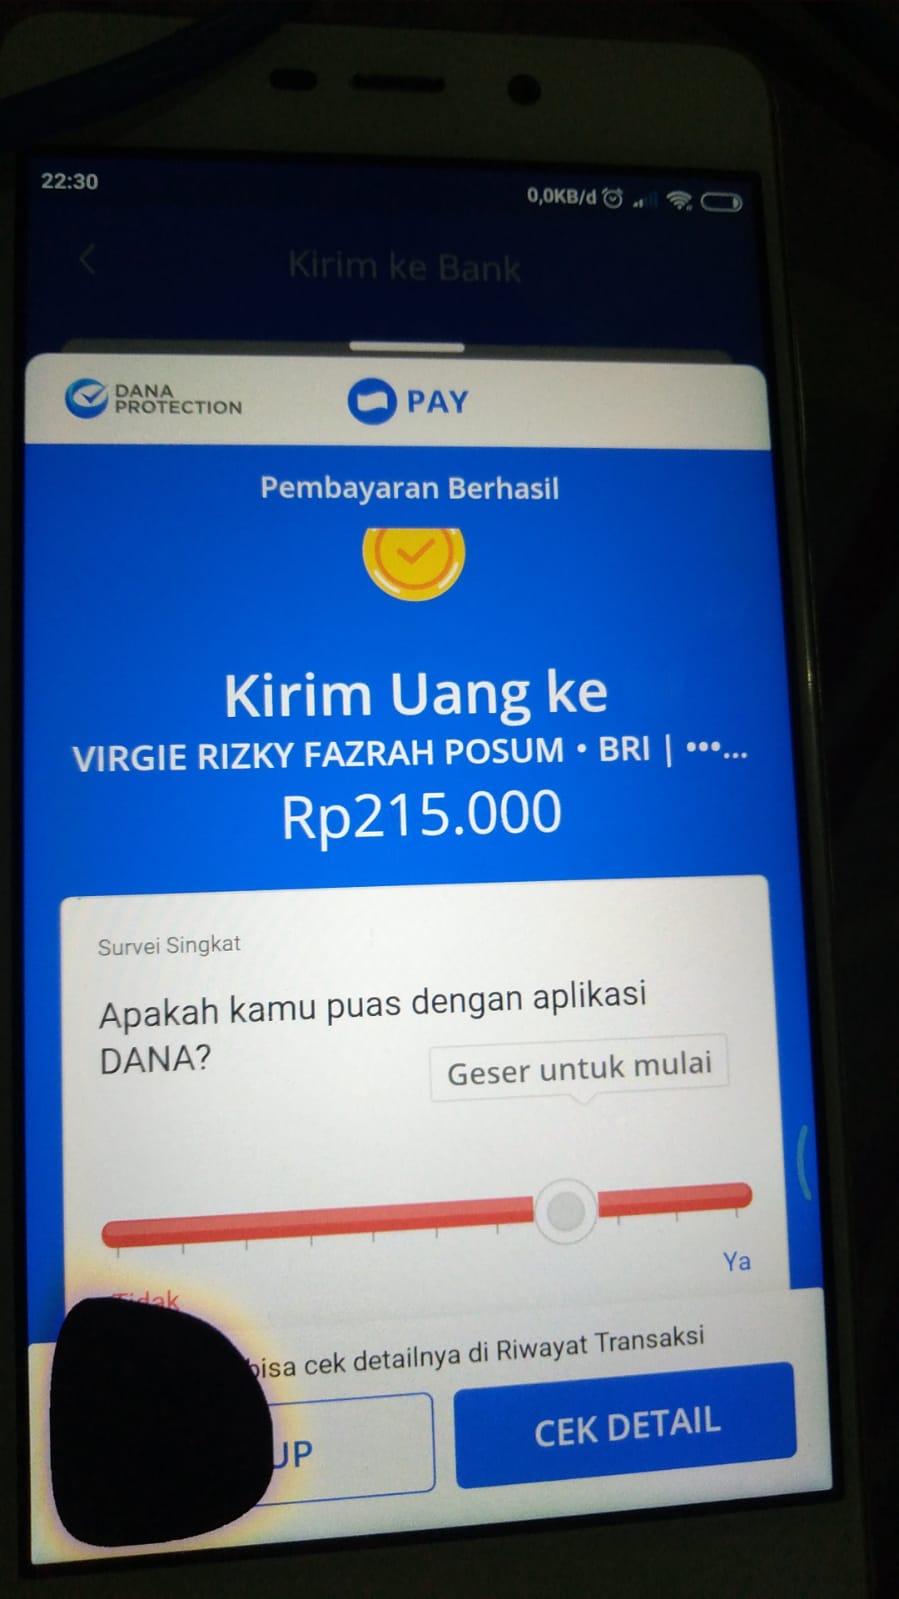 22:30
0,0KB/d
Kirim ke Bank
DANA
PROTECTION
PAY
Pembayaran Berhasil
Kirim Uang ke
VIRGIE RIZKY FAZRAH POSUM • BRI | •••...
Rp215.000
Survei Singkat
Apakah kamu puas dengan aplikasi
DANA?
Geser untuk mulai
Ya
Tidak
bisa cek detailnya di Riwayat Transaksi
UP
CEK DETAIL